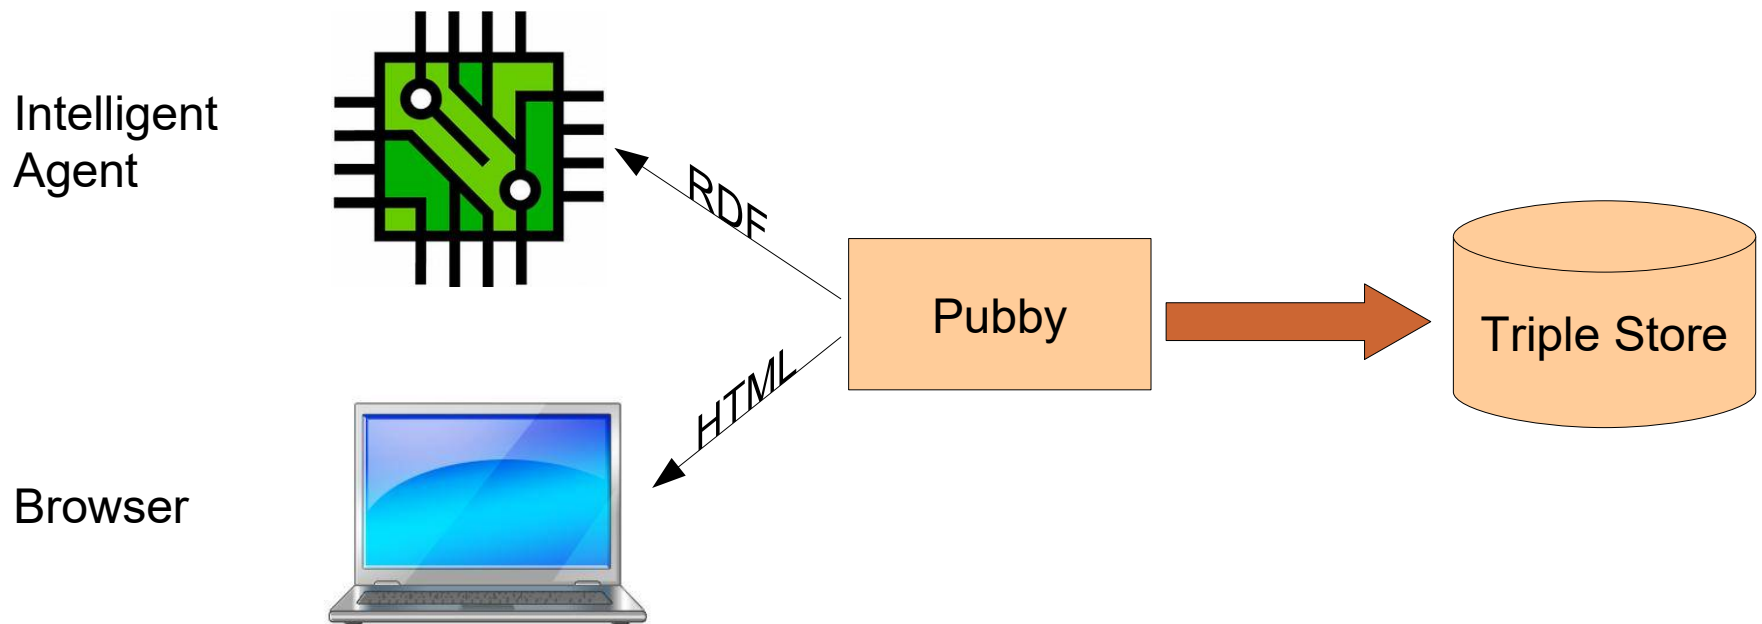 Intelligent
Agent
RDF
Pubby
Triple Store
HTML
Browser